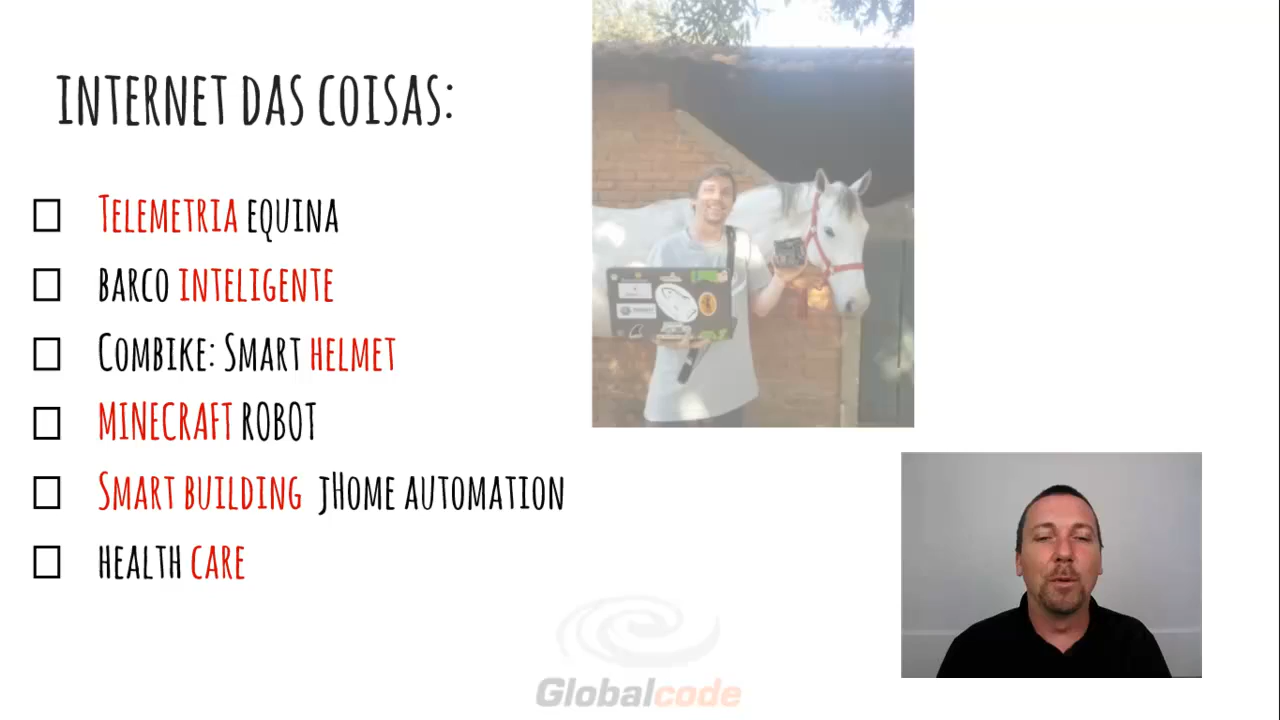 INTERNET DAS COISAS:
TELEMETRIA EQUINA
BARCO INTELIGENTE
COMBIKE: SMART HELMET
MINECRAFT ROBOT
SMART BUILDING JHOME AUTOMATION
HEALTH CARE
Globalcode